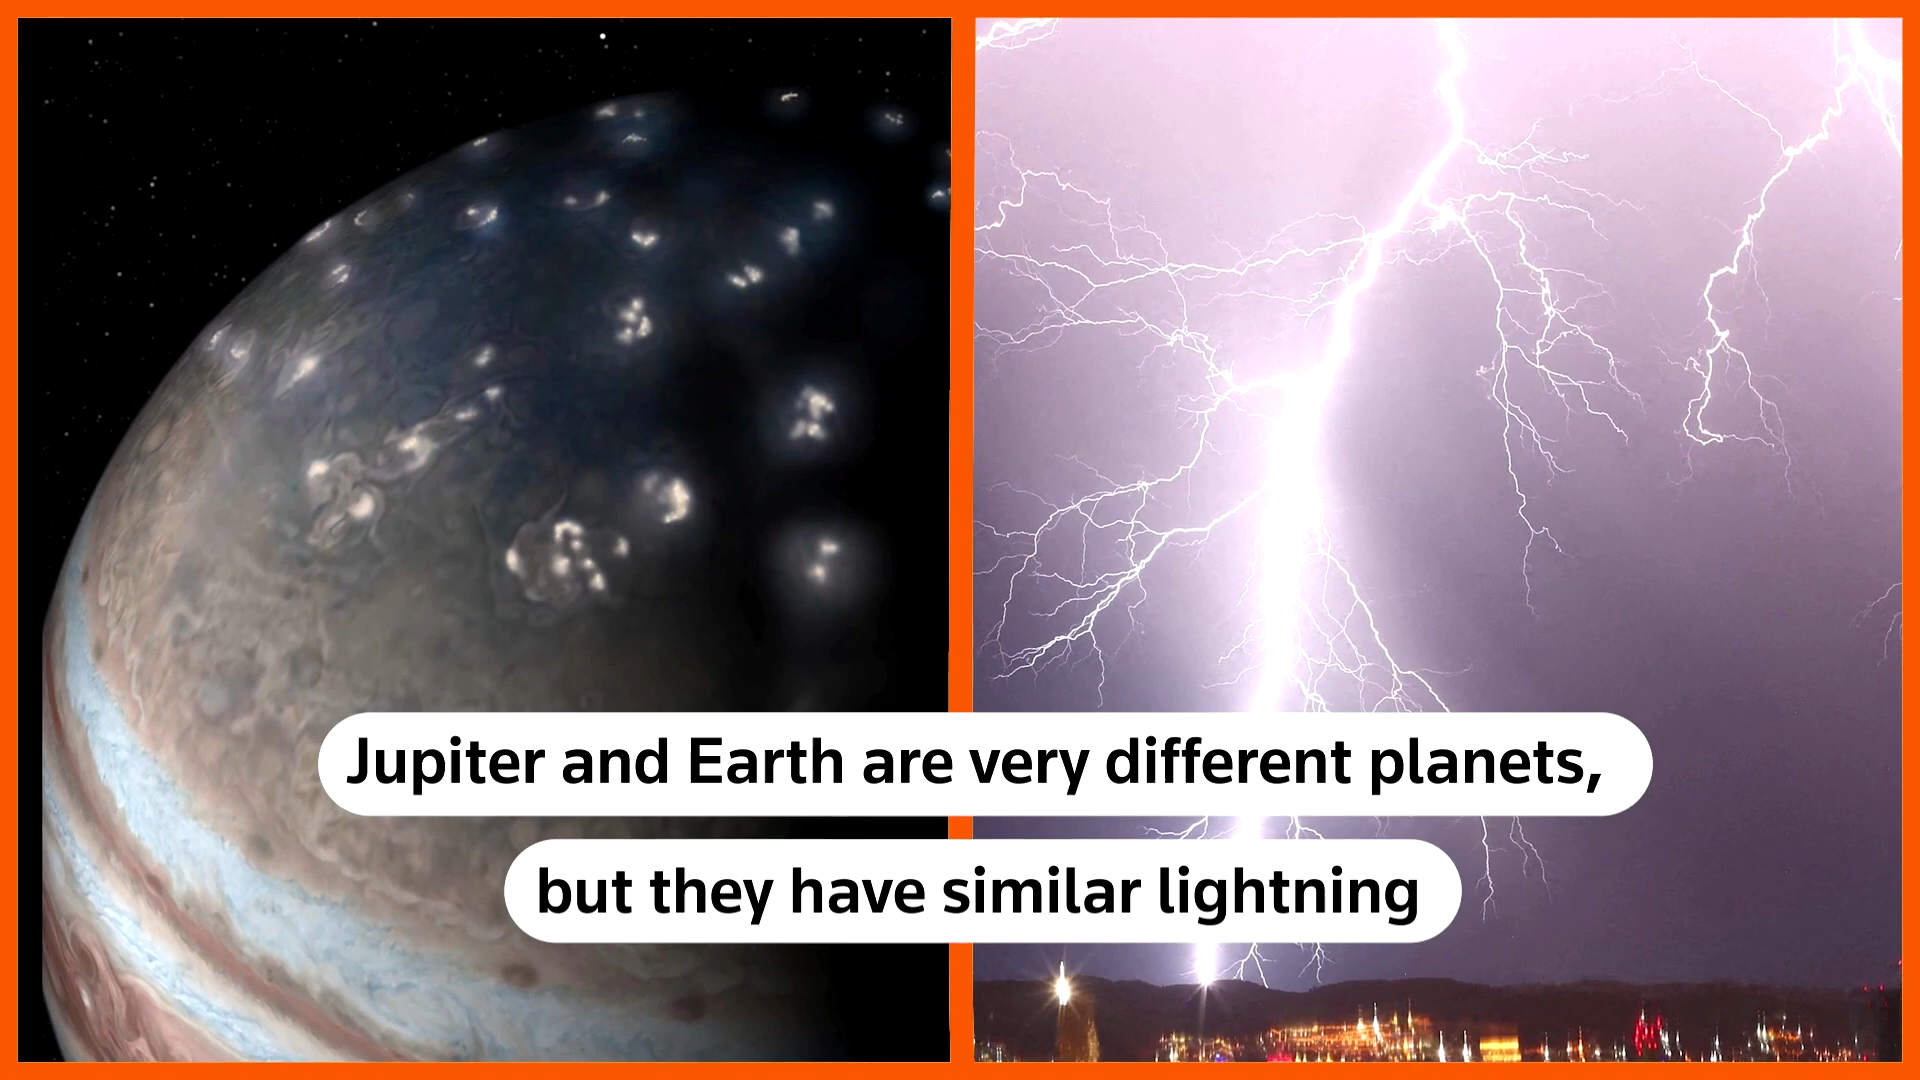 Jupiter and Earth are very different planets,
but they have similar lightning